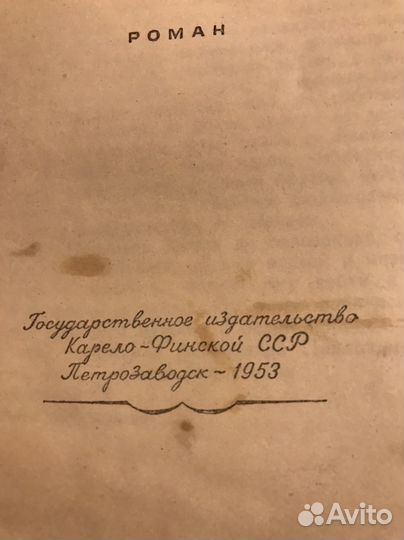 РОМАН
Государственное издательство
Карело-Финской ССР
Петрозаводск ~ 1953
Avito